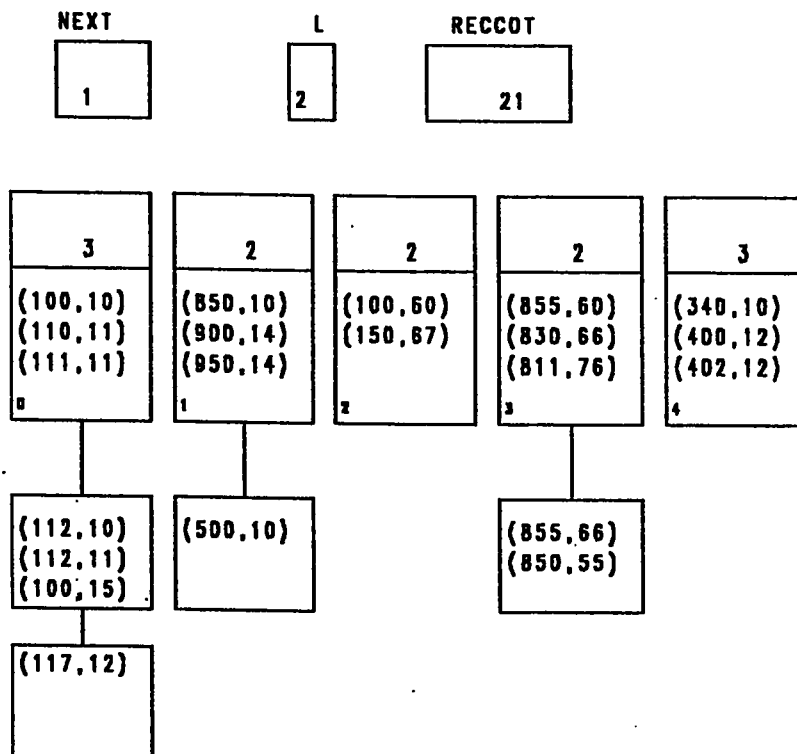 NEXT L RECCOT
1 2 21
3 2 2 2 3
(100,10) (850,10) (100,60) (855,60) (340,10)
(110,11) (900,14) (150,67) (830,66) (400,12)
(111,11) (950,14) (811,76) (402,12)
0 1 2 3 4
(112,10) (500,10) (855,66)
(112,11) (850,55)
(100,15)
(117,12)